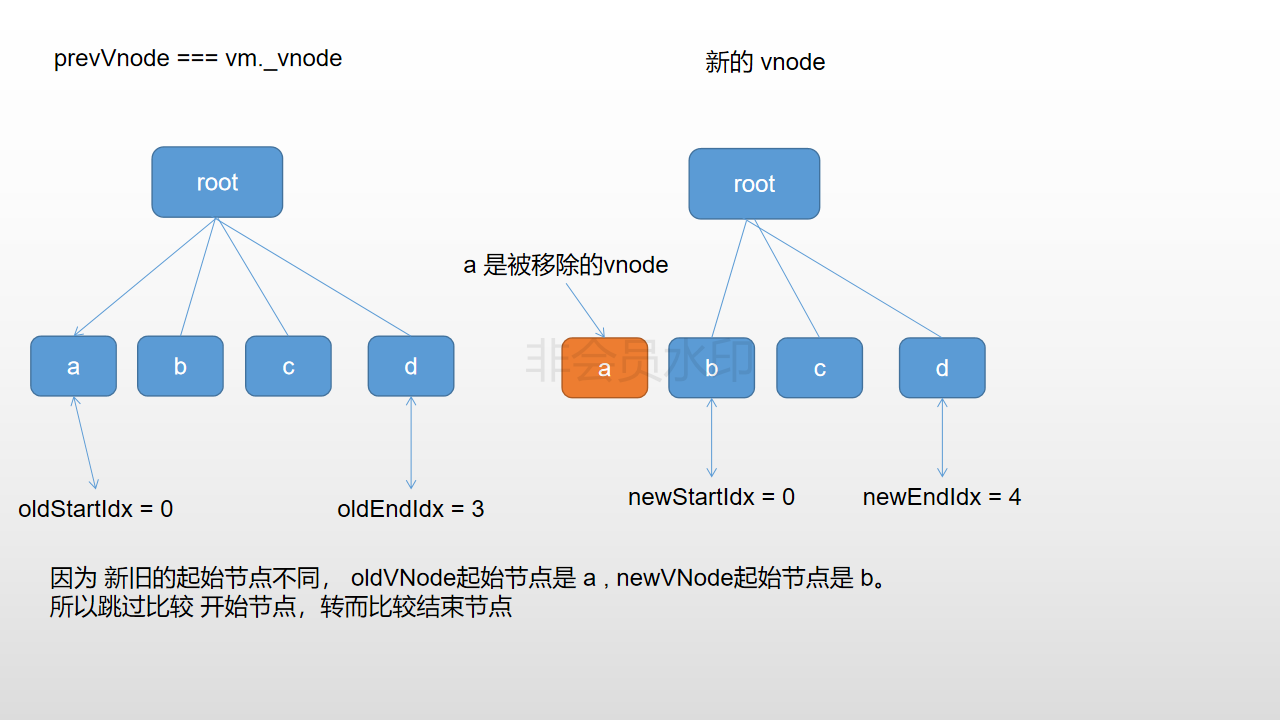 prevVnode === vm._vnode
新的 vnode
root
root
a 是被移除的vnode
a
b
c
d
非会员水印
a
b
c
d
oldStartIdx = 0
oldEndIdx = 3
newStartIdx = 0
newEndIdx = 4
因为 新旧的起始节点不同， oldVNode起始节点是 a , newVNode起始节点是 b。
所以跳过比较 开始节点，转而比较结束节点